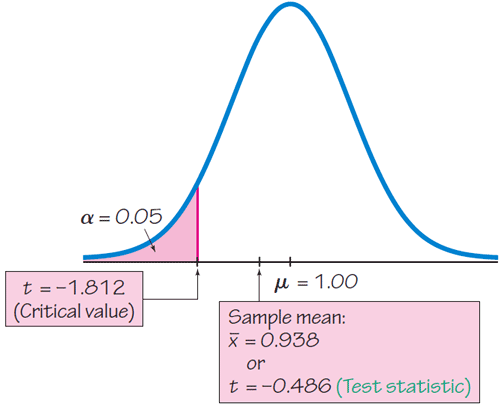 α = 0.05
t = −1.812
(Critical value)
μ = 1.00
Sample mean:
x̄ = 0.938
or
t = −0.486 (Test statistic)